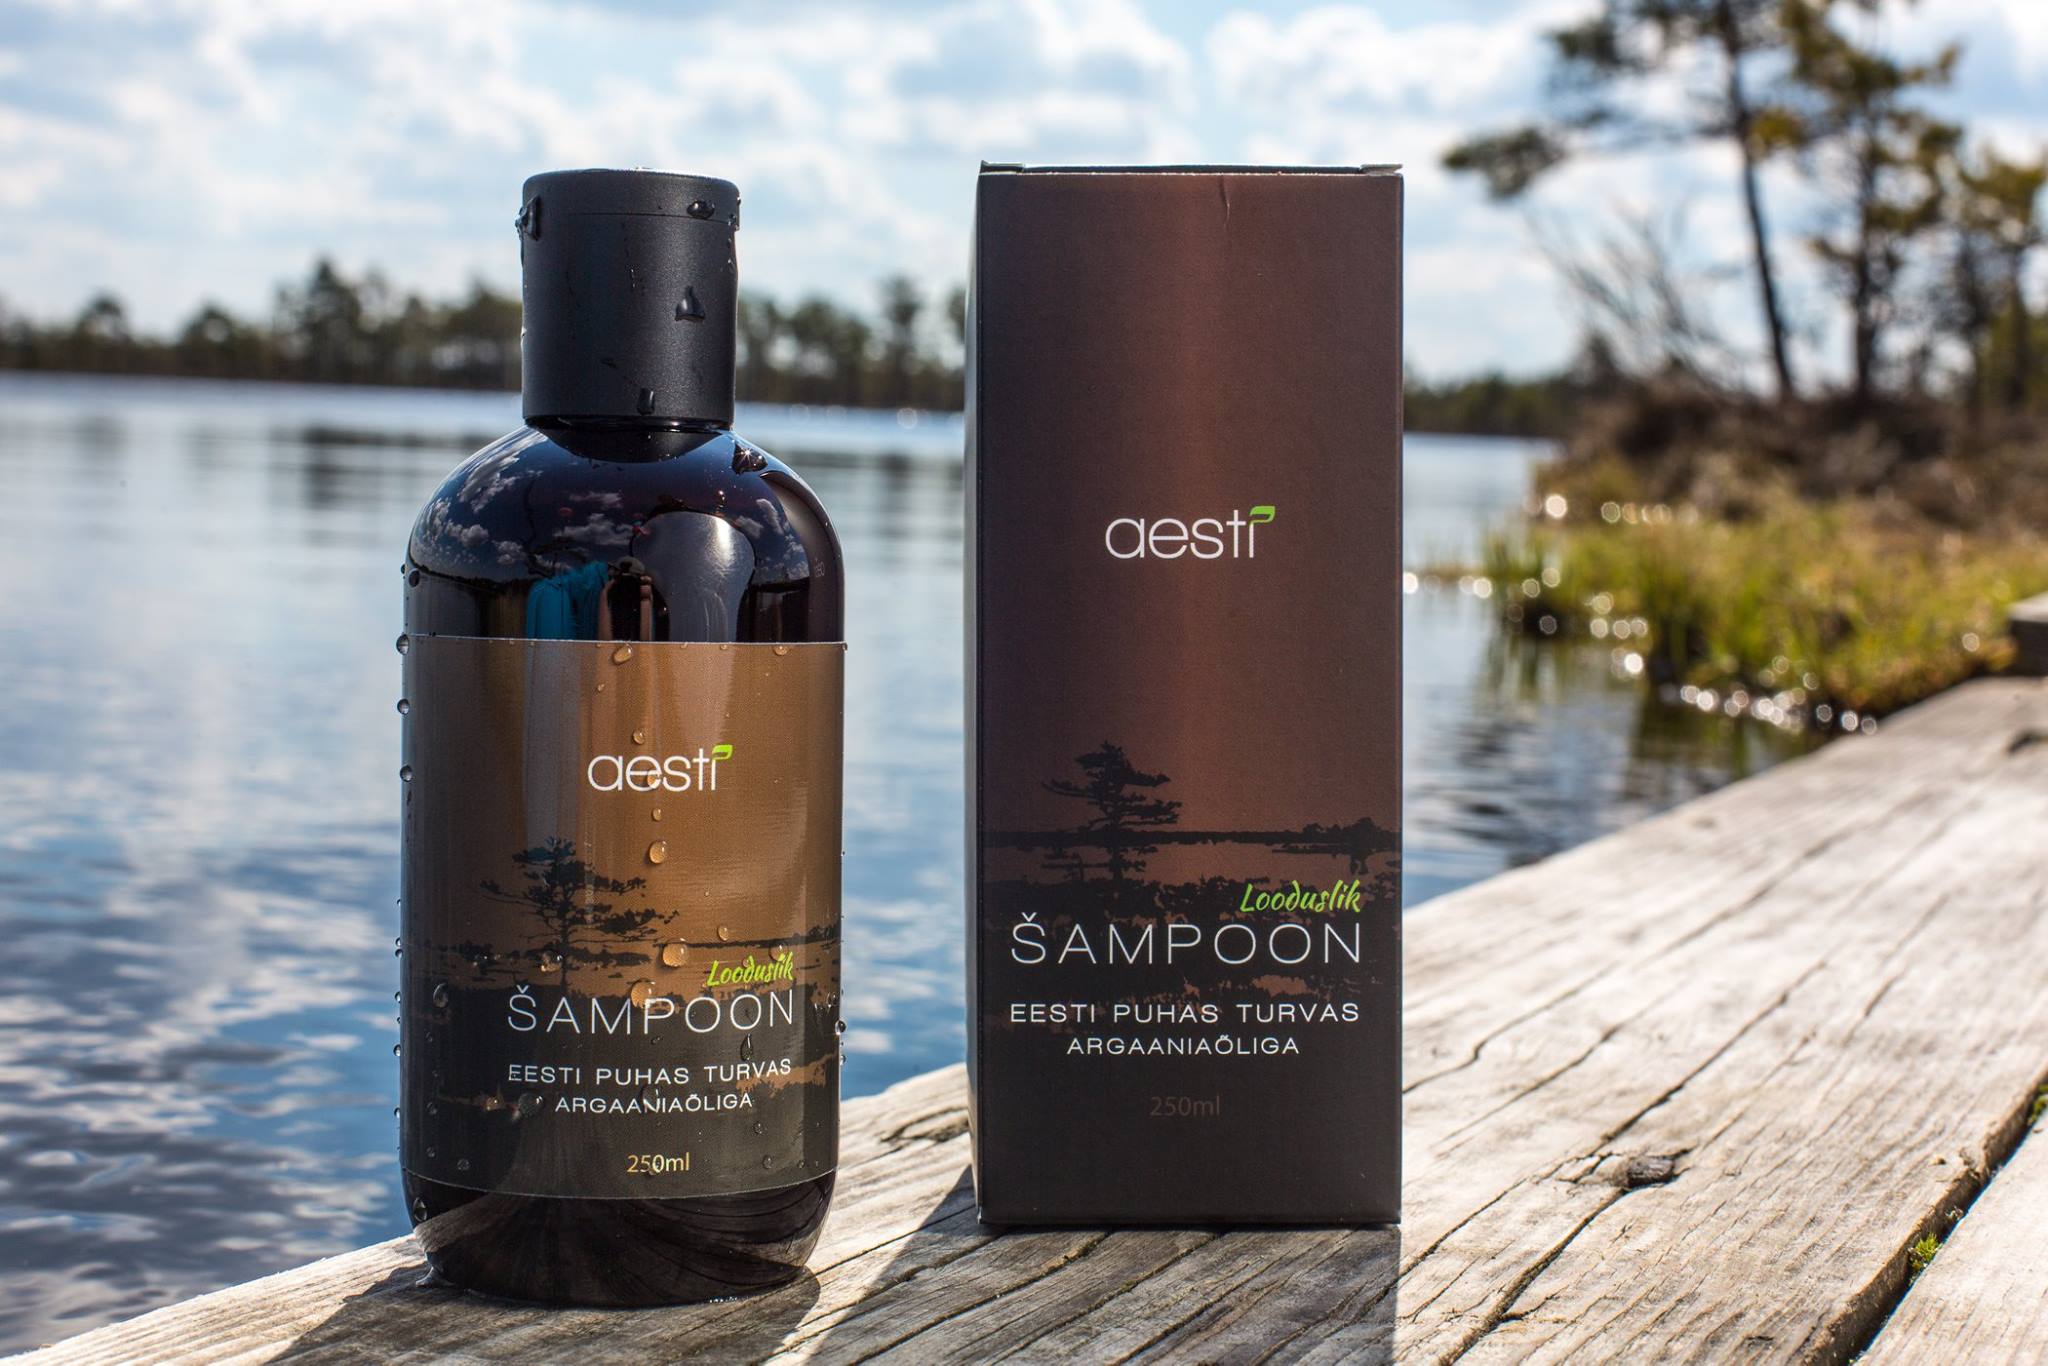 aesti
Looduslik
ŠAMPOON
EESTI PUHAS TURVAS
ARGAANIAÕLIGA
250ml
aesti
Looduslik
ŠAMPOON
EESTI PUHAS TURVAS
ARGAANIAÕLIGA
250ml